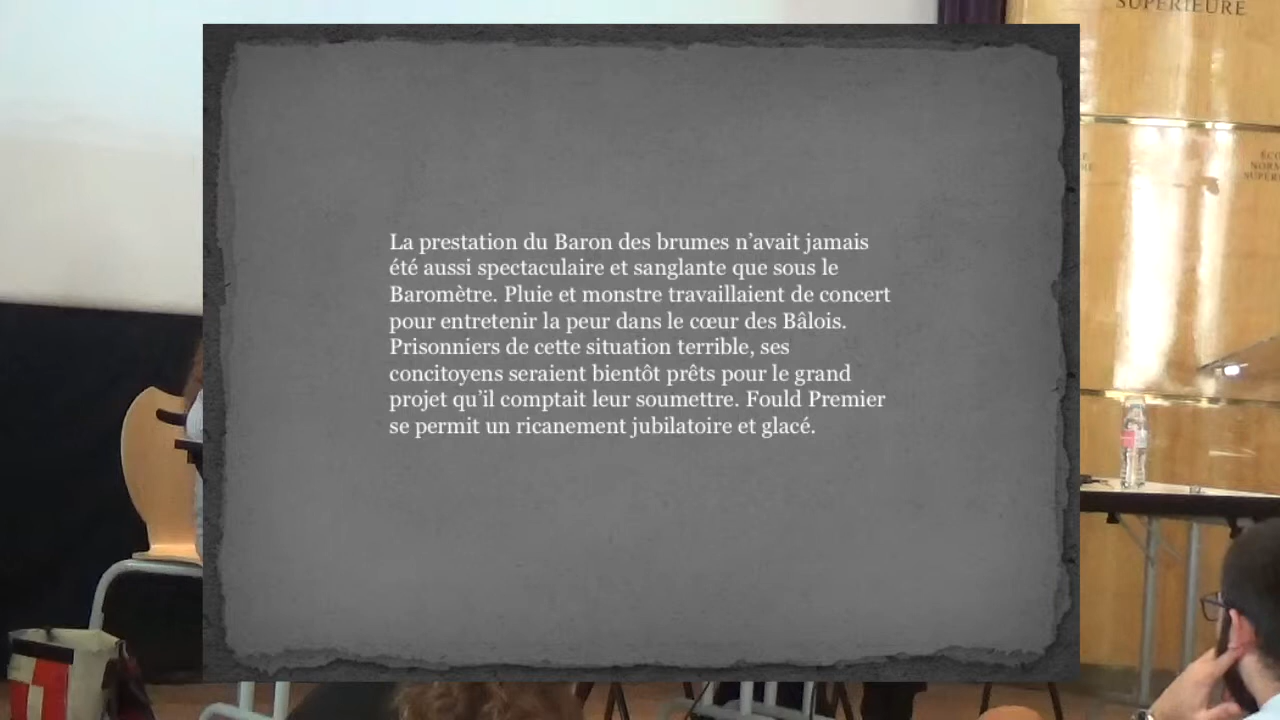 SUPÉRIEURE
La prestation du Baron des brumes n’avait jamais
été aussi spectaculaire et sanglante que sous le
Baromètre. Pluie et monstre travaillaient de concert
pour entretenir la peur dans le cœur des Bâlois.
Prisonniers de cette situation terrible, ses
concitoyens seraient bientôt prêts pour le grand
projet qu’il comptait leur soumettre. Fould Premier
se permit un ricanement jubilatoire et glacé.